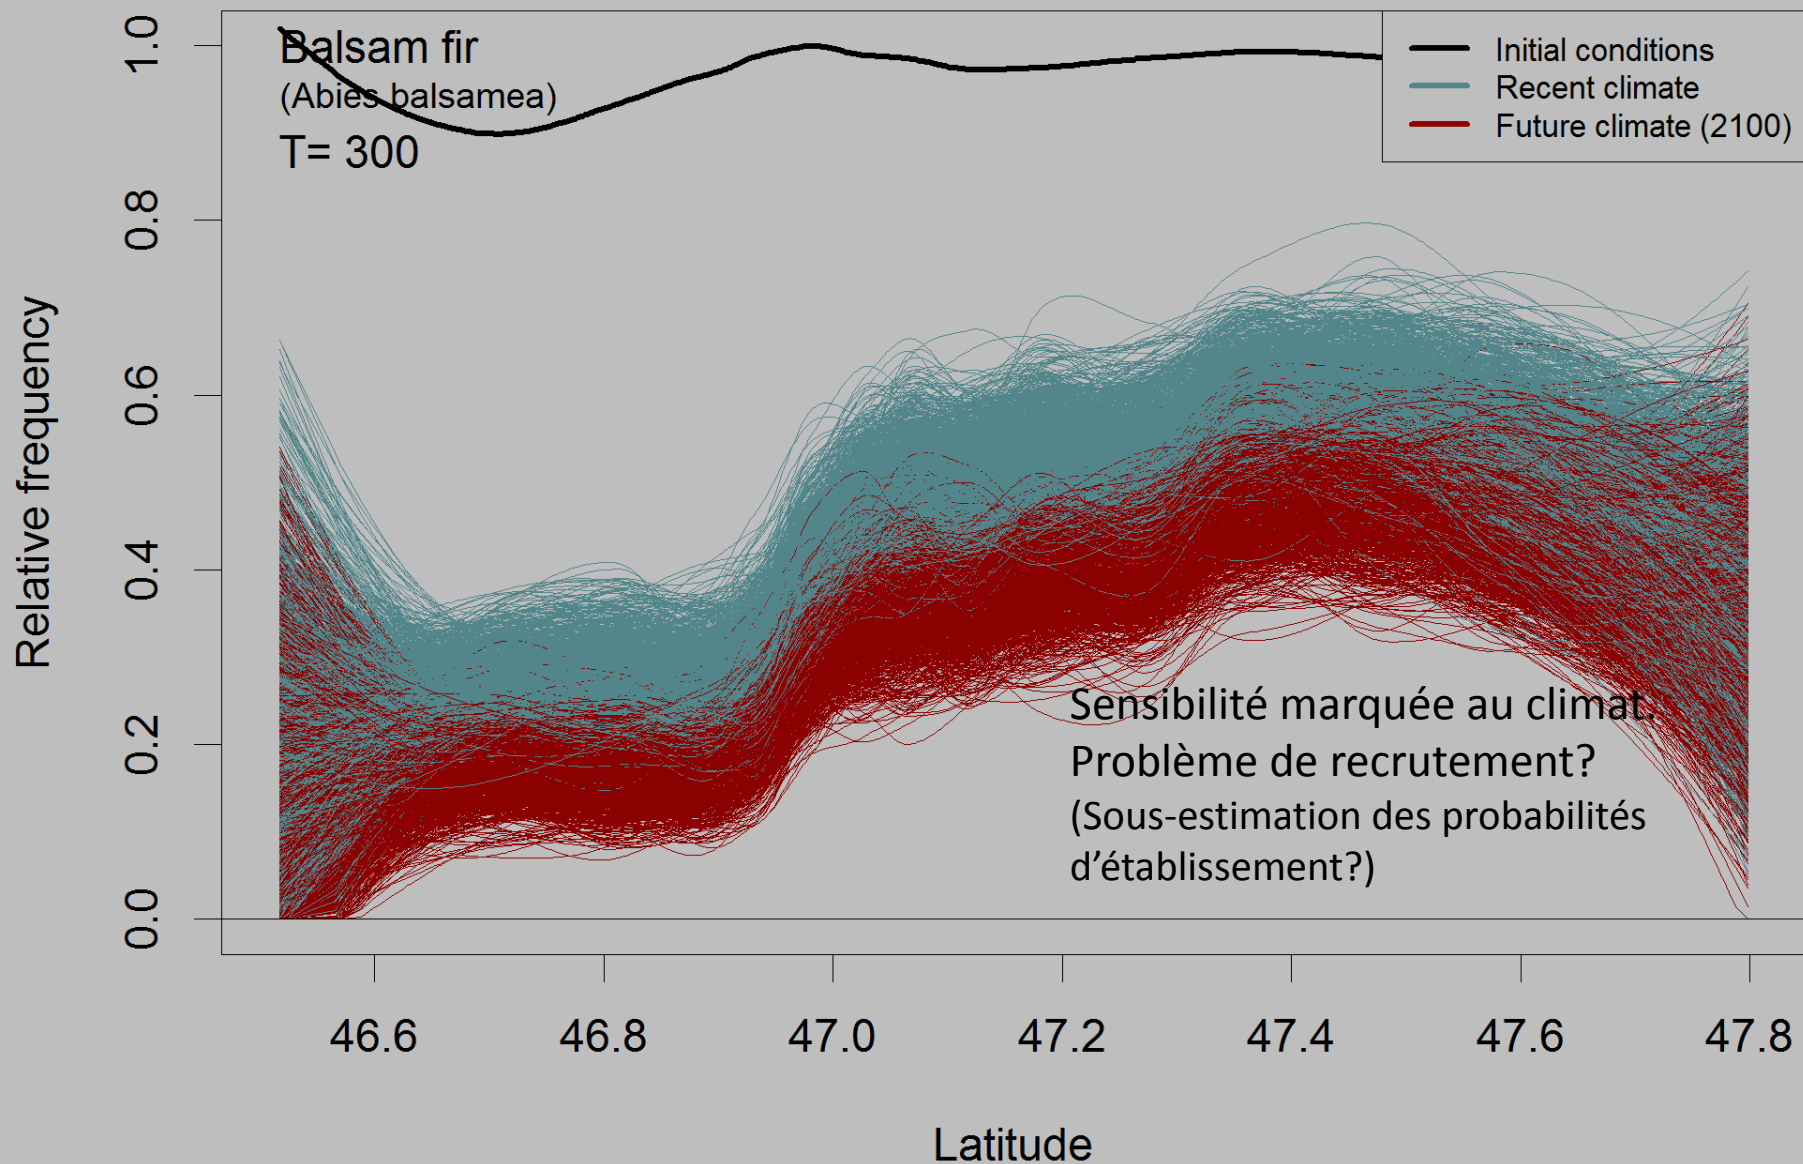 Balsam fir
(Abies balsamea)
T= 300
Initial conditions
Recent climate
Future climate (2100)
Relative frequency
1.0
0.8
0.6
0.4
0.2
0.0
Sensibilité marquée au climat.
Problème de recrutement?
(Sous-estimation des probabilités
d’établissement?)
46.6 46.8 47.0 47.2 47.4 47.6 47.8
Latitude